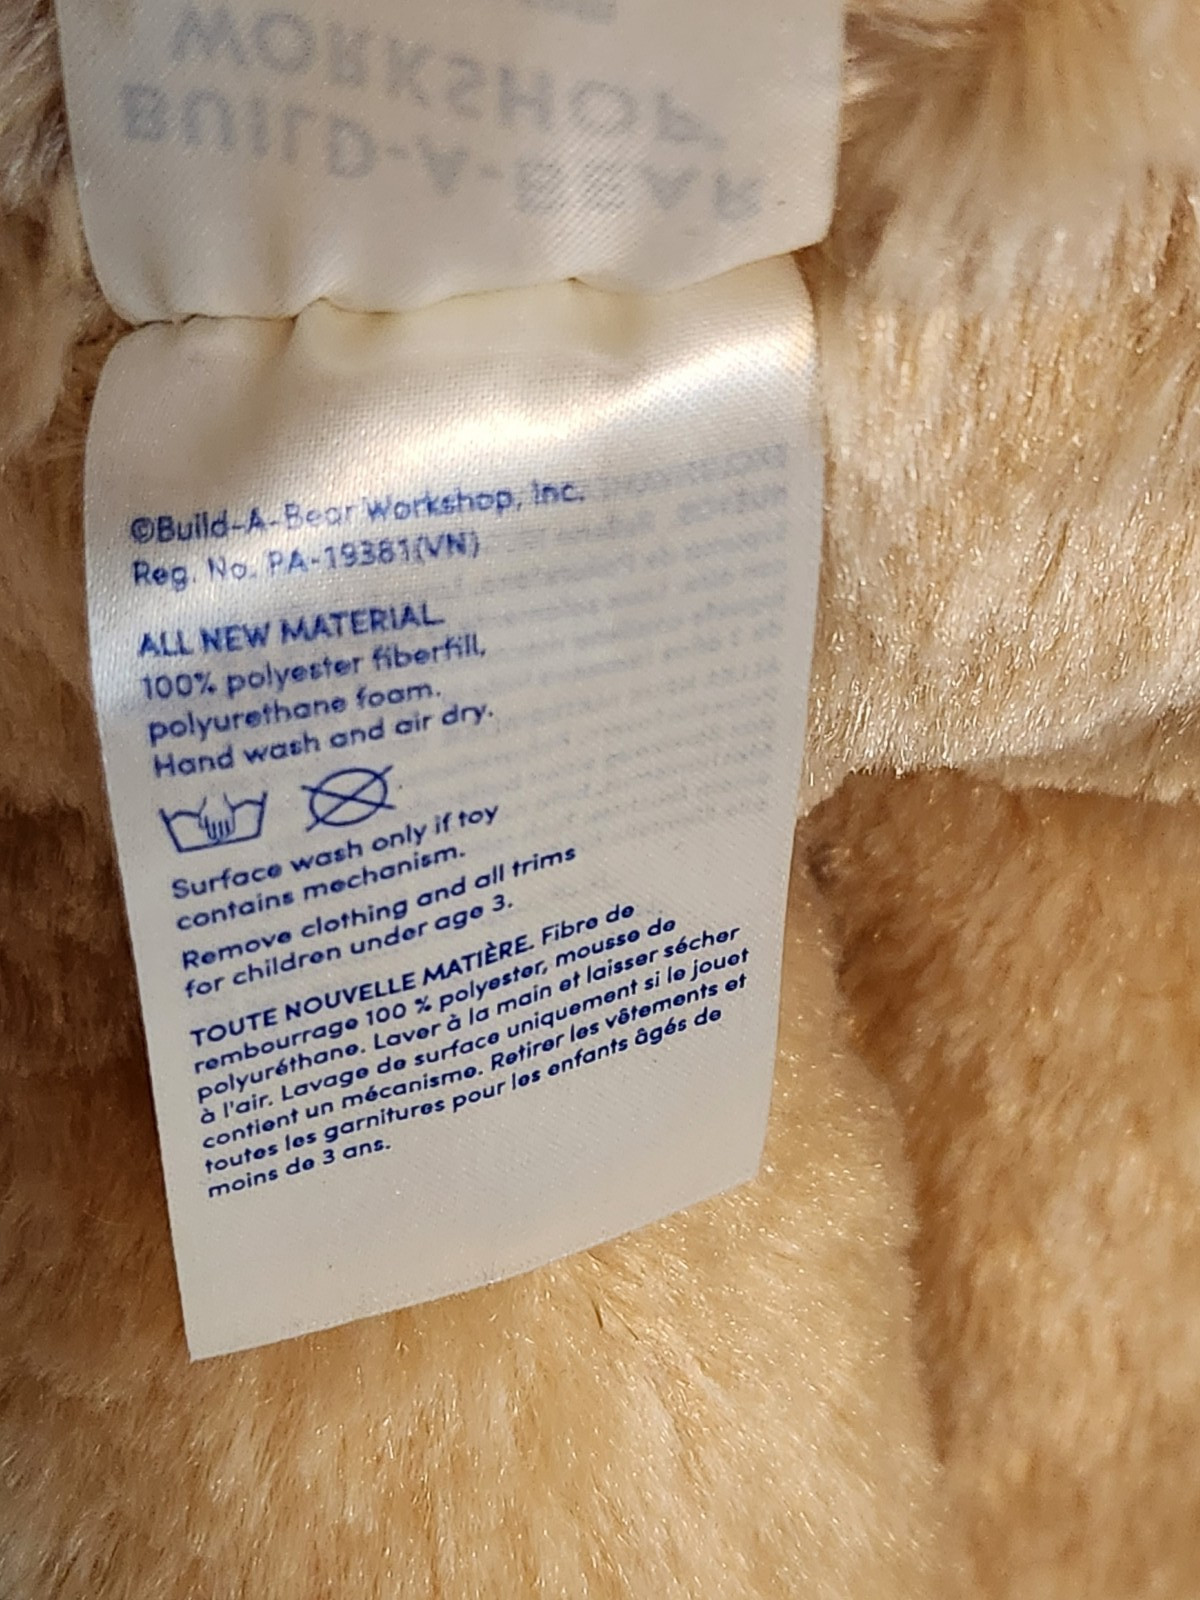 BUILD-A-BEAR
WORKSHOP
©Build-A-Bear Workshop, Inc.
Reg. No. PA-19381(VN)
ALL NEW MATERIAL
100% polyester fiberfill,
polyurethane foam.
Hand wash and air dry.
Surface wash only if toy
contains mechanism.
Remove clothing and all trims
for children under age 3.
TOUTE NOUVELLE MATIÈRE. Fibre de
rembourrage 100 % polyester, mousse de
polyuréthane. Laver à la main et laisser sécher
à l'air. Lavage de surface uniquement si le jouet
contient un mécanisme. Retirer les vêtements et
toutes les garnitures pour les enfants âgés de
moins de 3 ans.